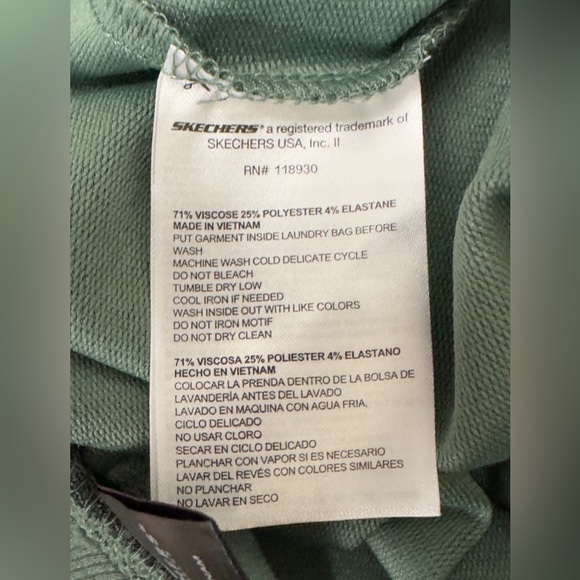 SKECHERS® a registered trademark of
SKECHERS USA, Inc. II
RN# 118930
71% VISCOSE 25% POLYESTER 4% ELASTANE
MADE IN VIETNAM
PUT GARMENT INSIDE LAUNDRY BAG BEFORE
WASH
MACHINE WASH COLD DELICATE CYCLE
DO NOT BLEACH
TUMBLE DRY LOW
COOL IRON IF NEEDED
WASH INSIDE OUT WITH LIKE COLORS
DO NOT IRON MOTIF
DO NOT DRY CLEAN
71% VISCOSA 25% POLIESTER 4% ELASTANO
HECHO EN VIETNAM
COLOCAR LA PRENDA DENTRO DE LA BOLSA DE
LAVANDERÍA ANTES DEL LAVADO
LAVADO EN MAQUINA CON AGUA FRIA,
CICLO DELICADO
NO USAR CLORO
SECAR EN CICLO DELICADO
PLANCHAR CON VAPOR SI ES NECESARIO
LAVAR DEL REVÉS CON COLORES SIMILARES
NO PLANCHAR
NO LAVAR EN SECO